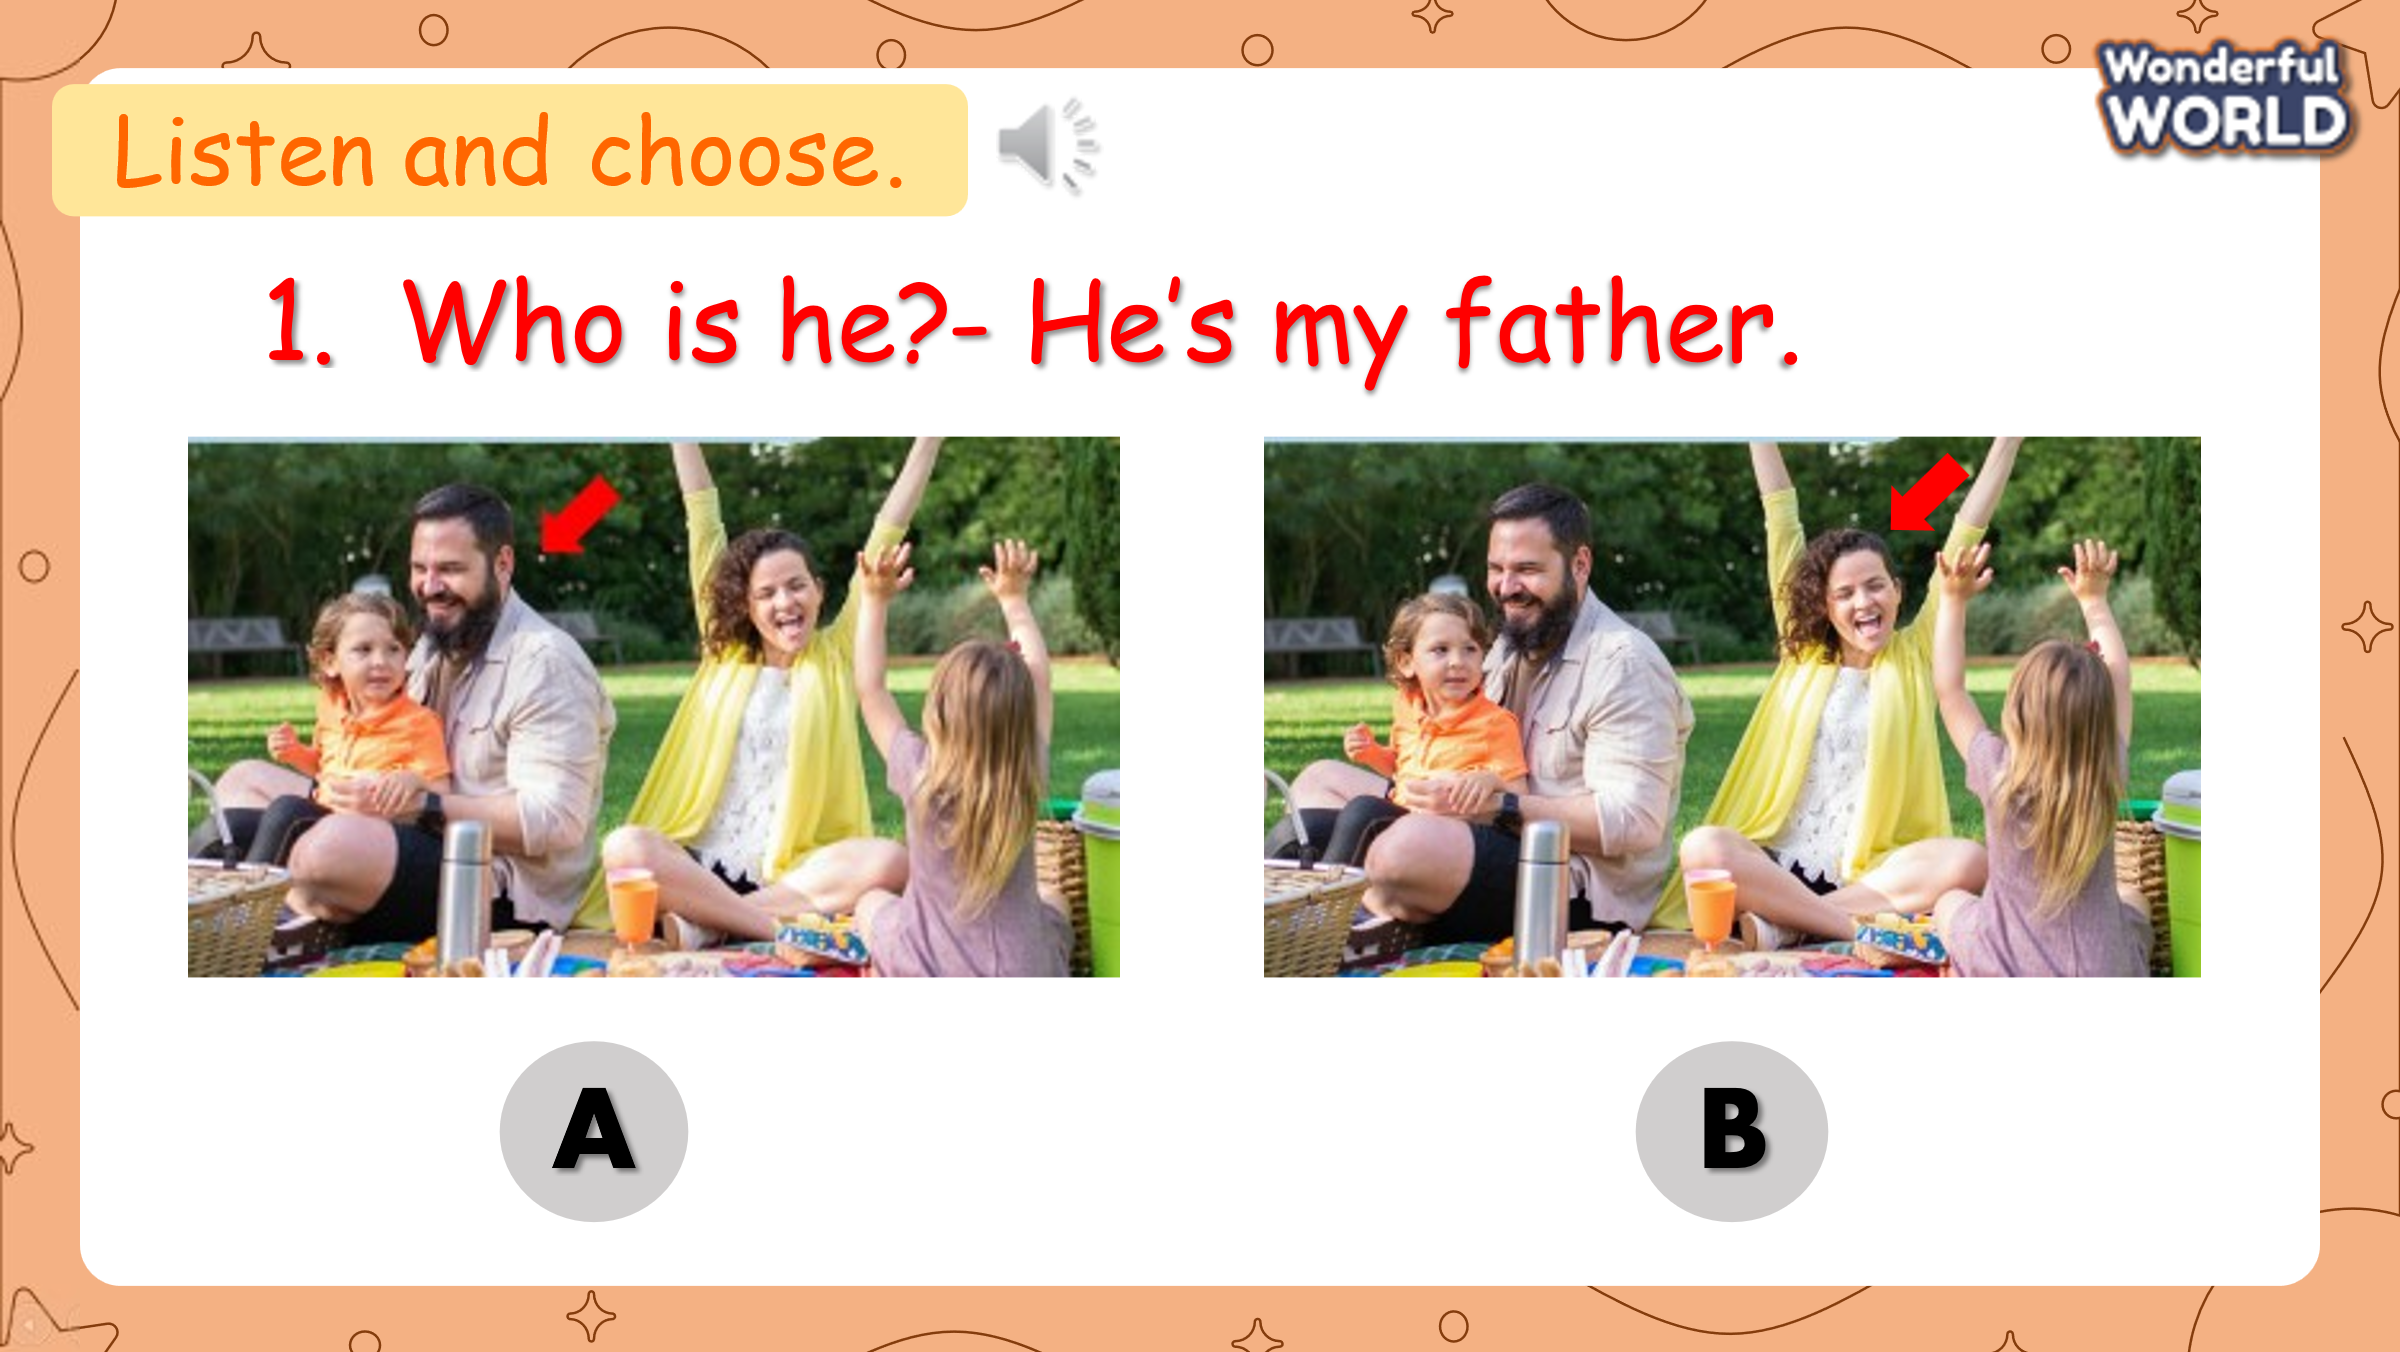 Wonderful
WORLD
Listen and choose.
1. Who is he?- He's my father.
A
B